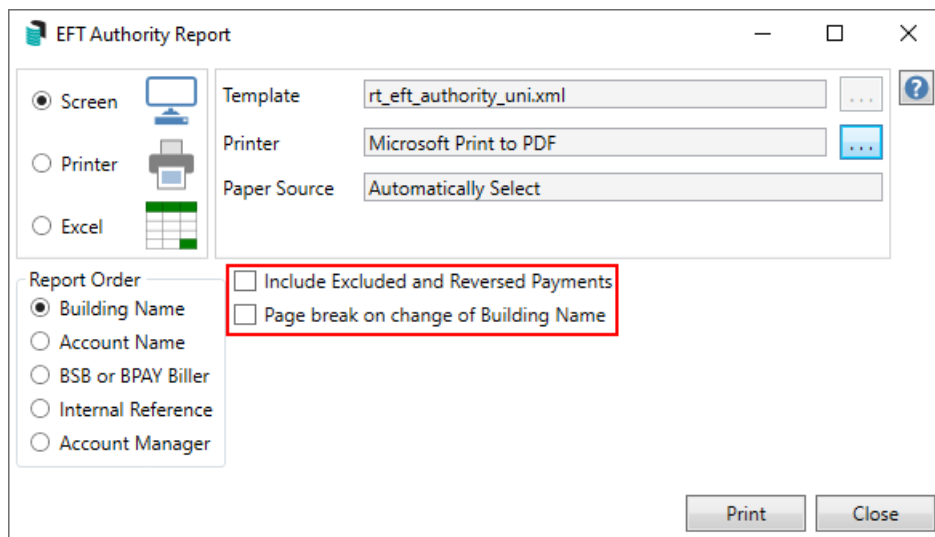 EFT Authority Report
Screen
Printer
Excel
Template
rt_eft_authority_uni.xml
...
?
Printer
Microsoft Print to PDF
...
Paper Source
Automatically Select
Report Order
Building Name
Account Name
BSB or BPAY Biller
Internal Reference
Account Manager
Include Excluded and Reversed Payments
Page break on change of Building Name
Print
Close